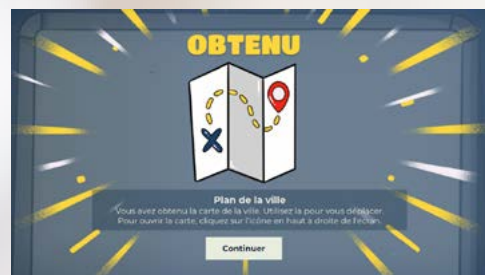 OBTENU
Plan de la ville
Vous avez obtenu la carte de la ville. Utilisez la pour vous déplacer.
Pour ouvrir la carte, cliquez sur l'icône en haut à droite de l'écran.
Continuer